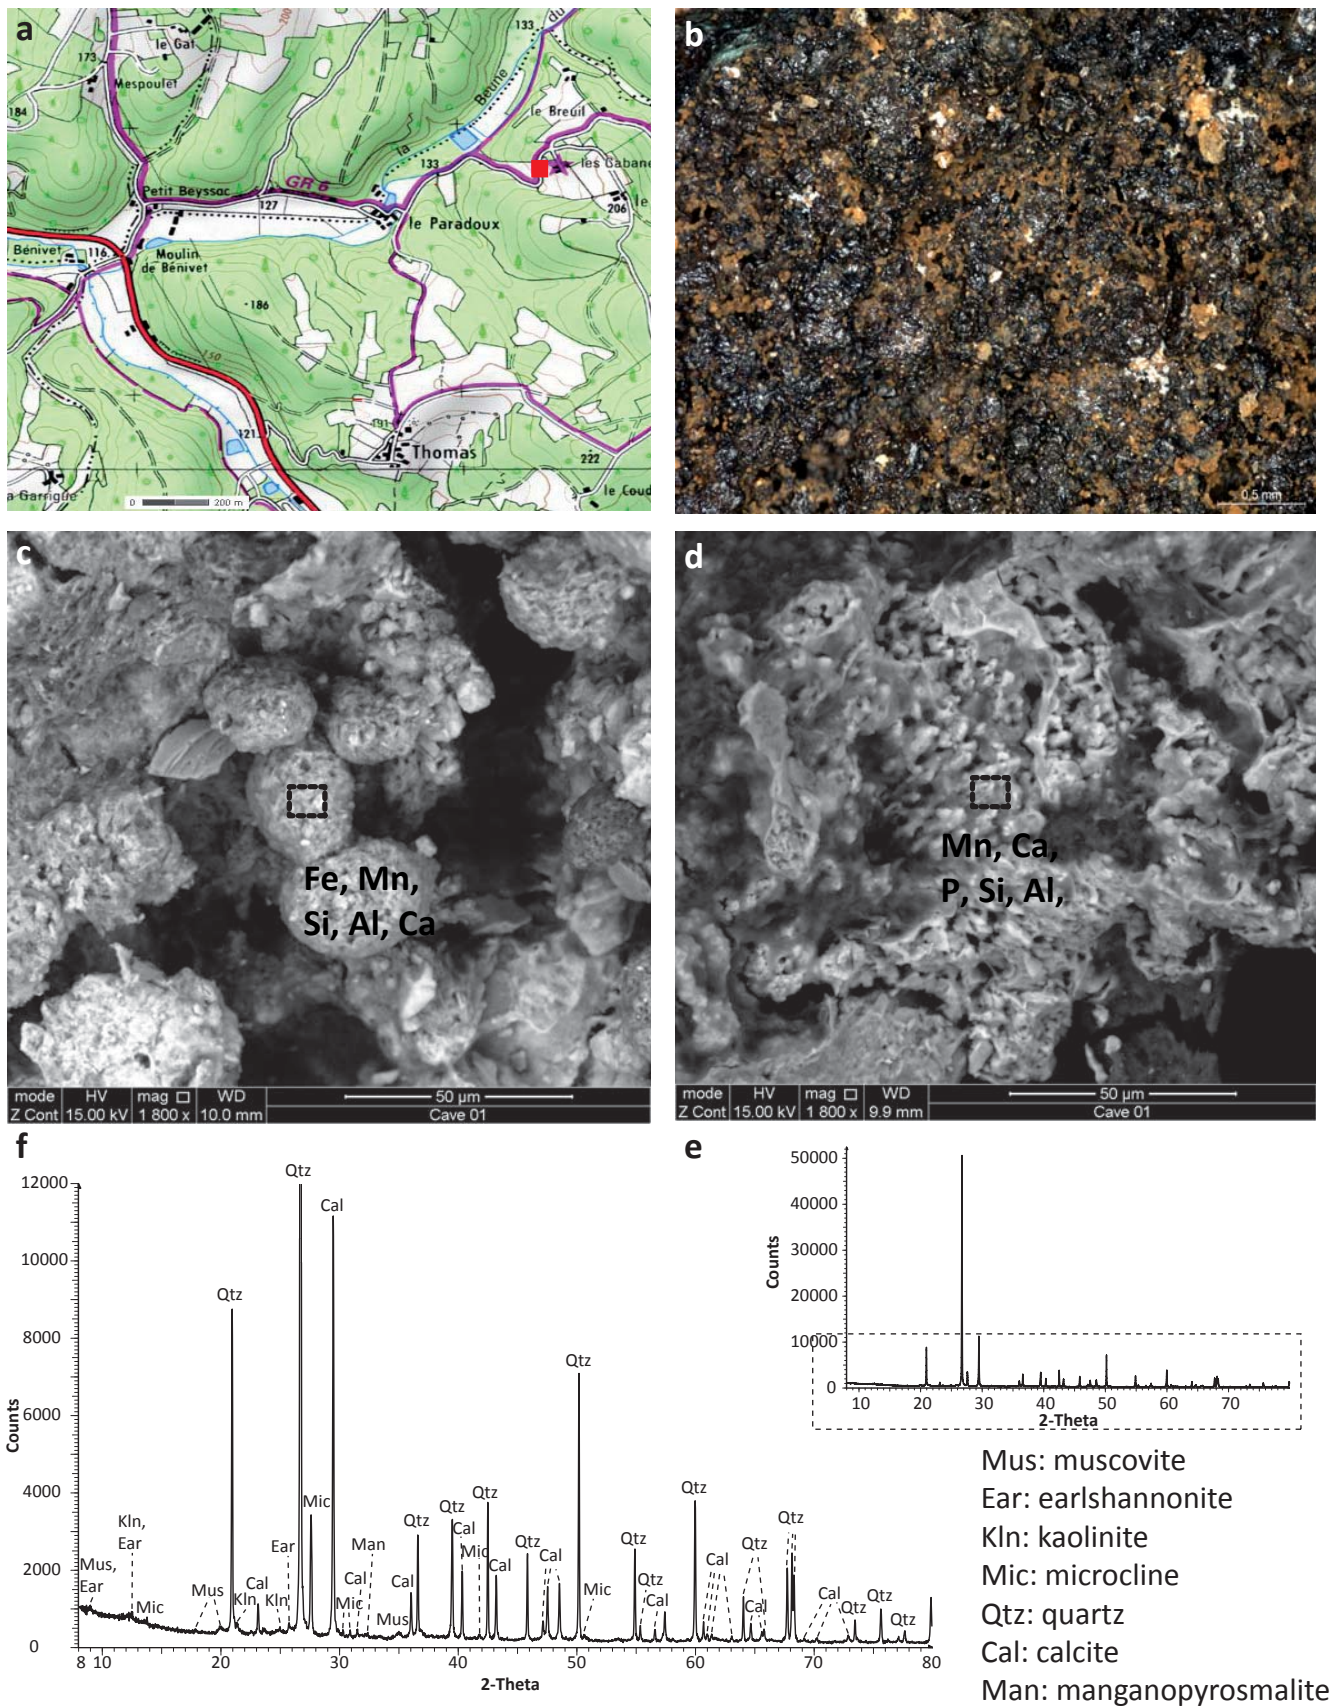 a
133
du
le Gat
173
Mespoulet
200
184
la Beune
le Breuil
133
les Cabane
Petit Beyssac
GR 6
127
206
le
le Paradoux
Bénivet
116
Moulin
de Bénivet
186
150
191
121
Thomas
222
a Garrigue
le Coud
0 200 m
b
0,5 mm
c
Fe, Mn,
Si, Al, Ca
mode HV mag WD 50 µm
Z Cont 15.00 kV 1 800 x 10.0 mm Cave 01
d
Mn, Ca,
P, Si, Al,
mode HV mag WD 50 µm
Z Cont 15.00 kV 1 800 x 9.9 mm Cave 01
f
12000
10000
8000
6000
4000
2000
0
Counts
Qtz
Cal
Qtz
Qtz
Mic
Qtz
Qtz
Cal
Mic
Qtz
Cal
Qtz
Cal
Qtz
Qtz
Cal
Qtz
Cal
Qtz
Qtz
Cal
Qtz
Qtz
Kln,
Ear
Mus,
Ear
Mic
Mus
Cal
Kln
Kln
Ear
Man
Cal
Mic
Mus
Cal
Mic
8 10 20 30 40 50 60 70 80
2-Theta
e
50000
40000
30000
20000
10000
0
Counts
10 20 30 40 50 60 70
2-Theta
Mus: muscovite
Ear: earlshannonite
Kln: kaolinite
Mic: microcline
Qtz: quartz
Cal: calcite
Man: manganopyrosmalite